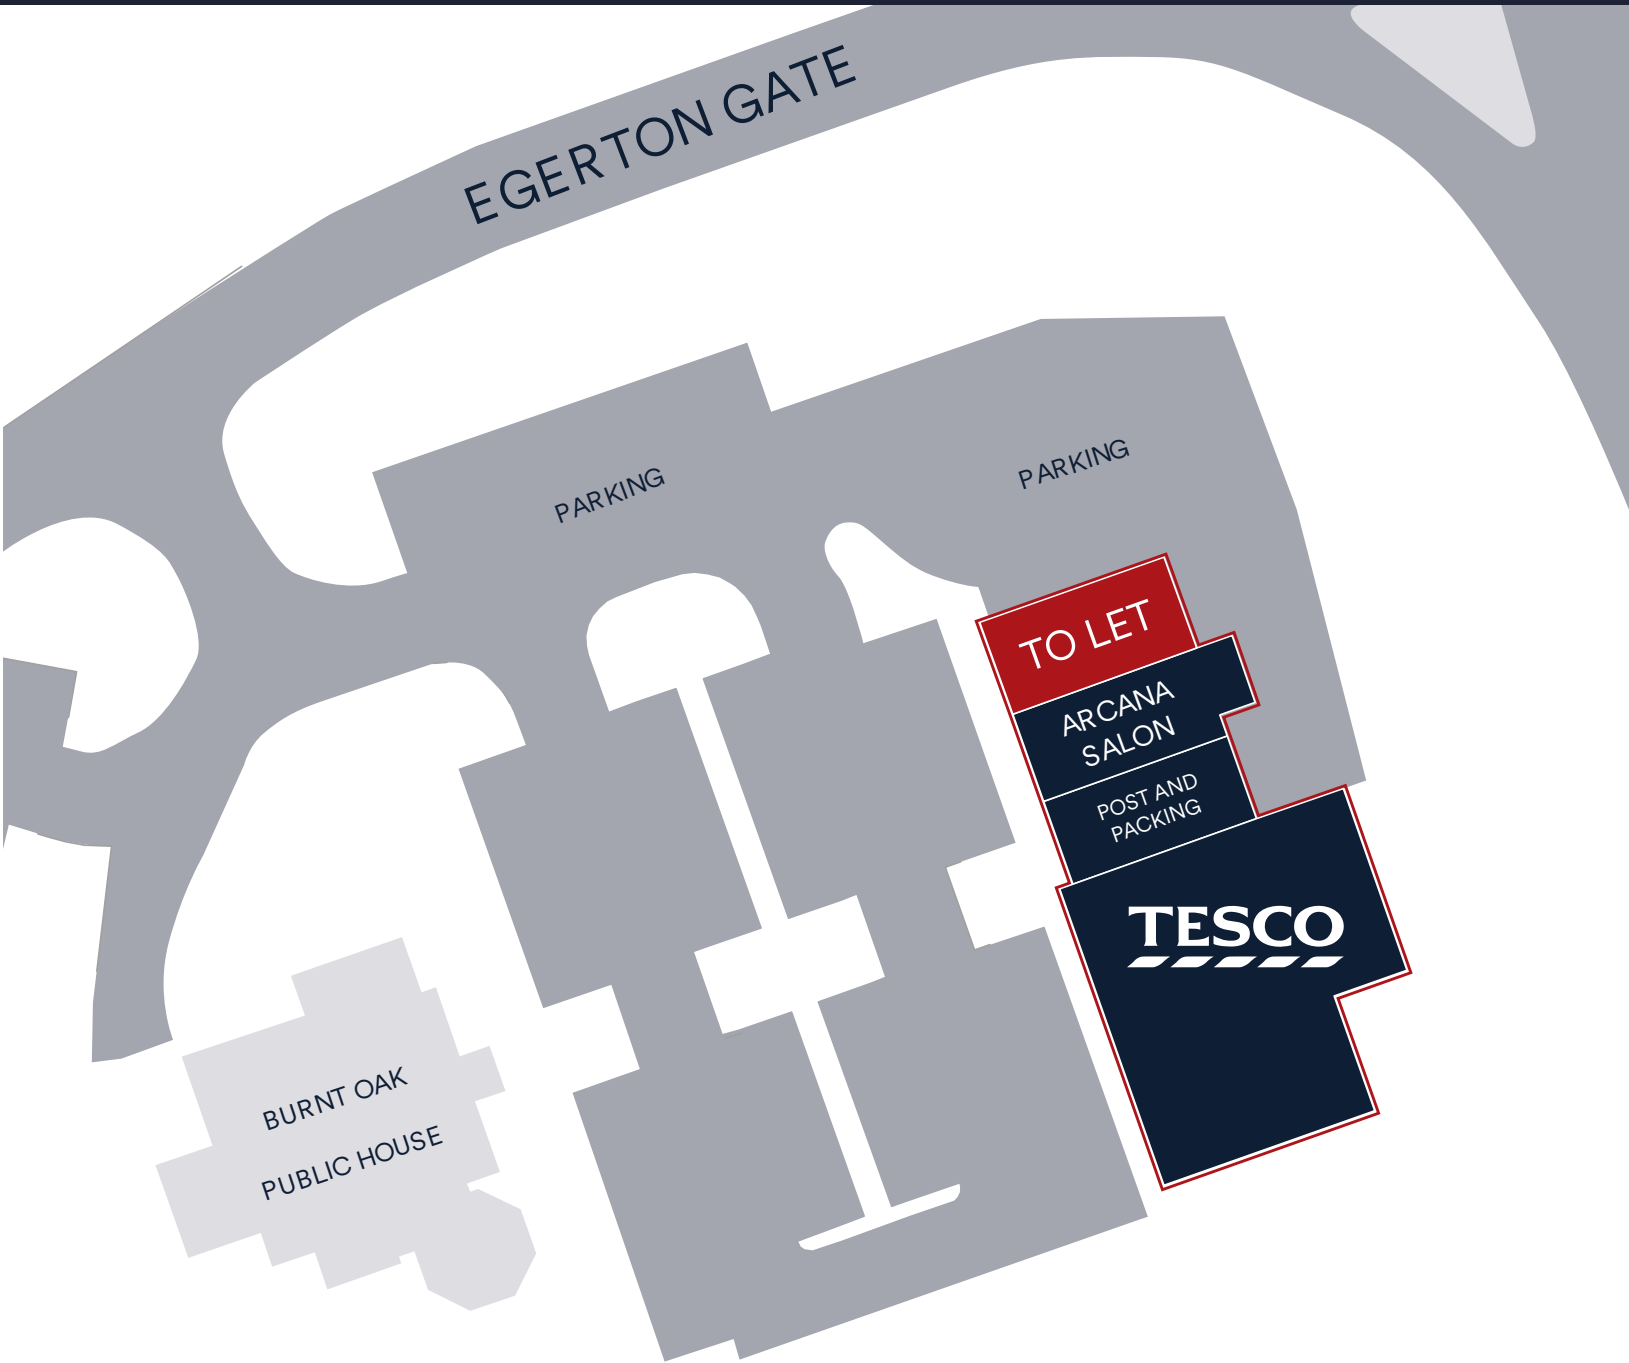 EGERTON GATE
PARKING
PARKING
TO LET
ARCANA
SALON
POST AND
PACKING
TESCO
BURNT OAK
PUBLIC HOUSE